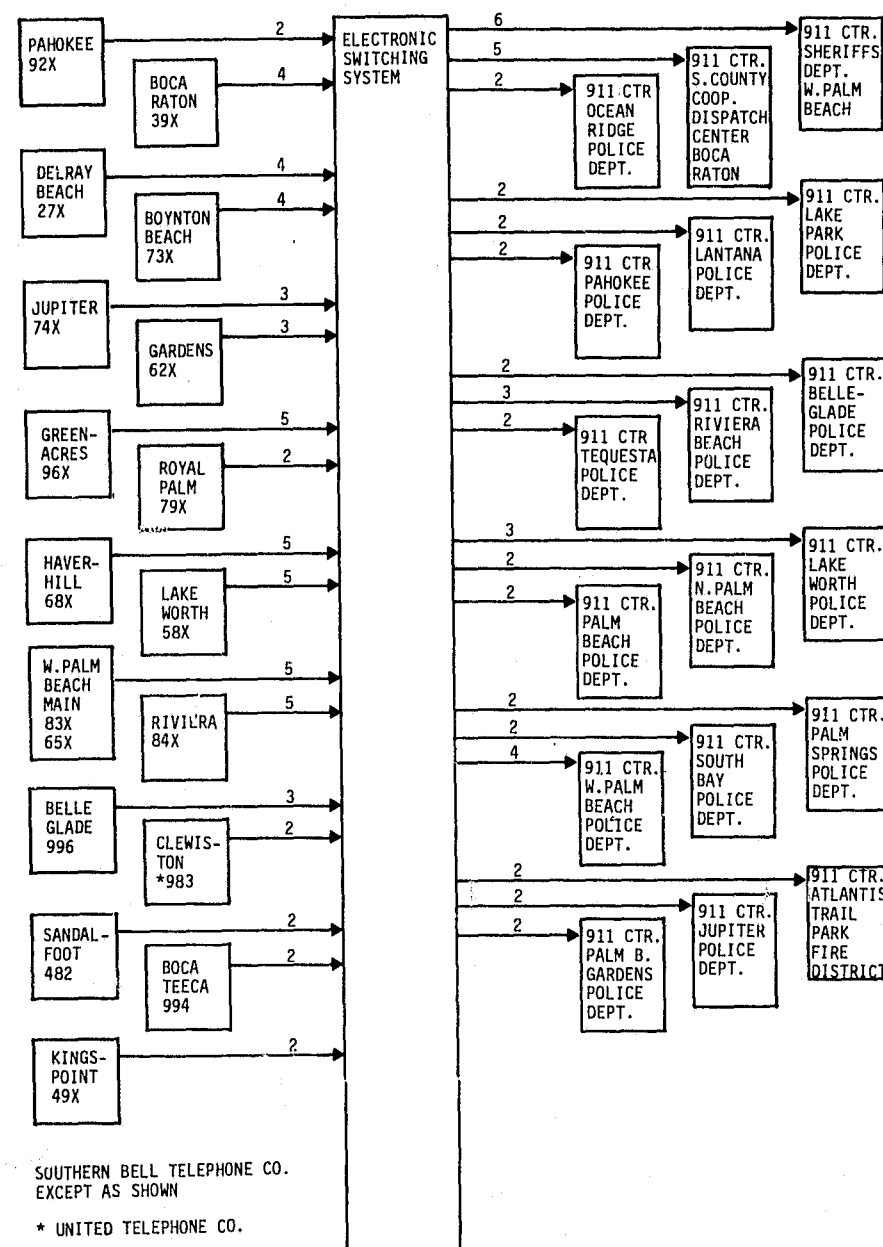 PAHOKEE
92X
2
BOCA
RATON
39X
4
DELRAY
BEACH
27X
4
BOYNTON
BEACH
73X
4
JUPITER
74X
3
GARDENS
62X
3
GREEN-
ACRES
96X
5
ROYAL
PALM
79X
2
HAVER-
HILL
68X
5
LAKE
WORTH
58X
5
W.PALM
BEACH
MAIN
83X
65X
5
RIVIERA
84X
5
BELLE
GLADE
996
3
CLEWIS-
TON
*983
2
SANDAL-
FOOT
482
2
BOCA
TEECA
994
2
KINGS-
POINT
49X
2
ELECTRONIC
SWITCHING
SYSTEM
6
911 CTR.
SHERIFFS
DEPT.
W.PALM
BEACH
5
911 CTR.
S.COUNTY
COOP.
DISPATCH
CENTER
BOCA
RATON
2
911 CTR
OCEAN
RIDGE
POLICE
DEPT.
2
911 CTR.
LAKE
PARK
POLICE
DEPT.
2
911 CTR.
LANTANA
POLICE
DEPT.
2
911 CTR
PAHOKEE
POLICE
DEPT.
2
911 CTR.
BELLE-
GLADE
POLICE
DEPT.
3
911 CTR.
RIVIERA
BEACH
POLICE
DEPT.
2
911 CTR
TEQUESTA
POLICE
DEPT.
3
911 CTR.
LAKE
WORTH
POLICE
DEPT.
2
911 CTR.
N.PALM
BEACH
POLICE
DEPT.
2
911 CTR.
PALM
BEACH
POLICE
DEPT.
2
911 CTR.
PALM
SPRINGS
POLICE
DEPT.
2
911 CTR.
SOUTH
BAY
POLICE
DEPT.
4
911 CTR.
W.PALM
BEACH
POLICE
DEPT.
2
911 CTR.
ATLANTIS
TRAIL
PARK
FIRE
DISTRICT
2
911 CTR.
JUPITER
POLICE
DEPT.
2
911 CTR.
PALM B.
GARDENS
POLICE
DEPT.
SOUTHERN BELL TELEPHONE CO.
EXCEPT AS SHOWN
* UNITED TELEPHONE CO.